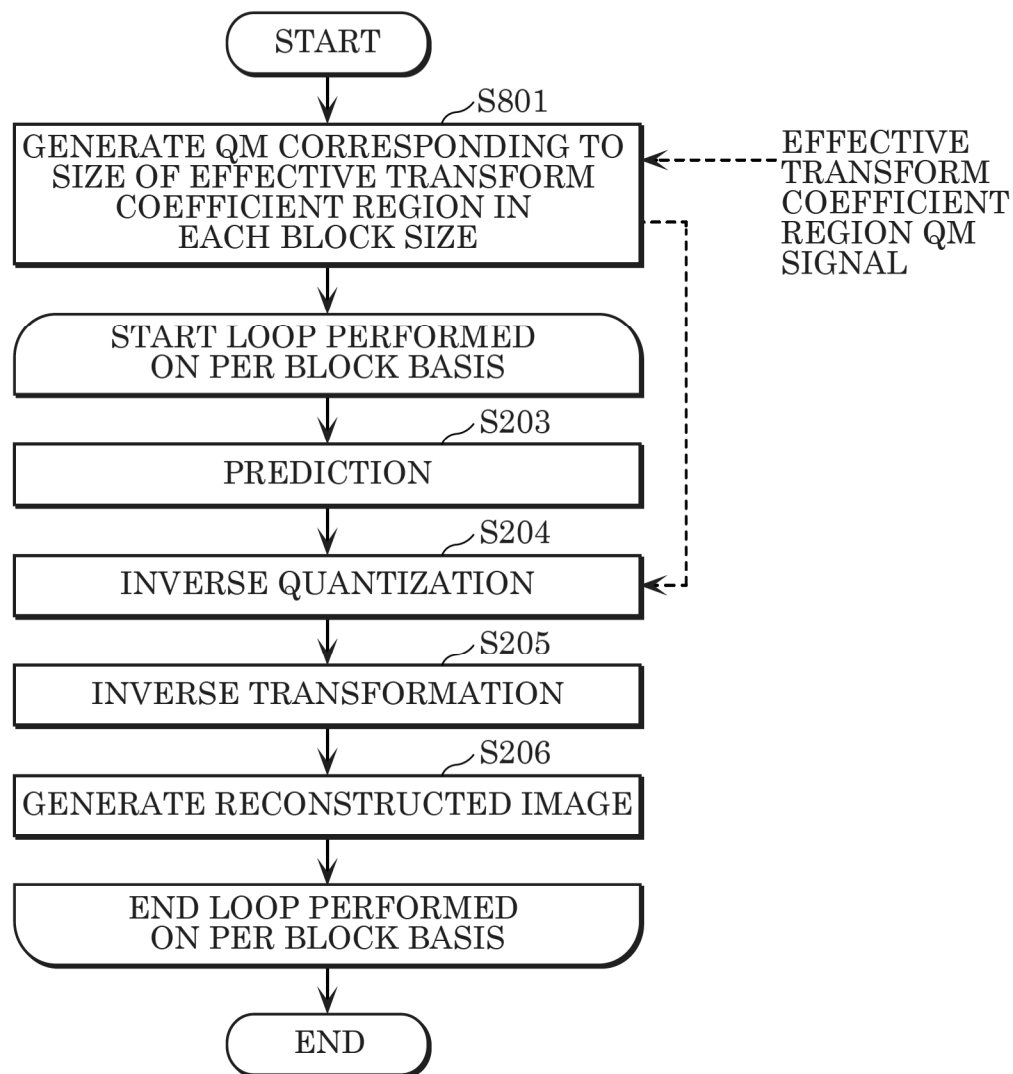 START
S801
GENERATE QM CORRESPONDING TO
SIZE OF EFFECTIVE TRANSFORM
COEFFICIENT REGION IN
EACH BLOCK SIZE
EFFECTIVE
TRANSFORM
COEFFICIENT
REGION QM
SIGNAL
START LOOP PERFORMED
ON PER BLOCK BASIS
S203
PREDICTION
S204
INVERSE QUANTIZATION
S205
INVERSE TRANSFORMATION
S206
GENERATE RECONSTRUCTED IMAGE
END LOOP PERFORMED
ON PER BLOCK BASIS
END